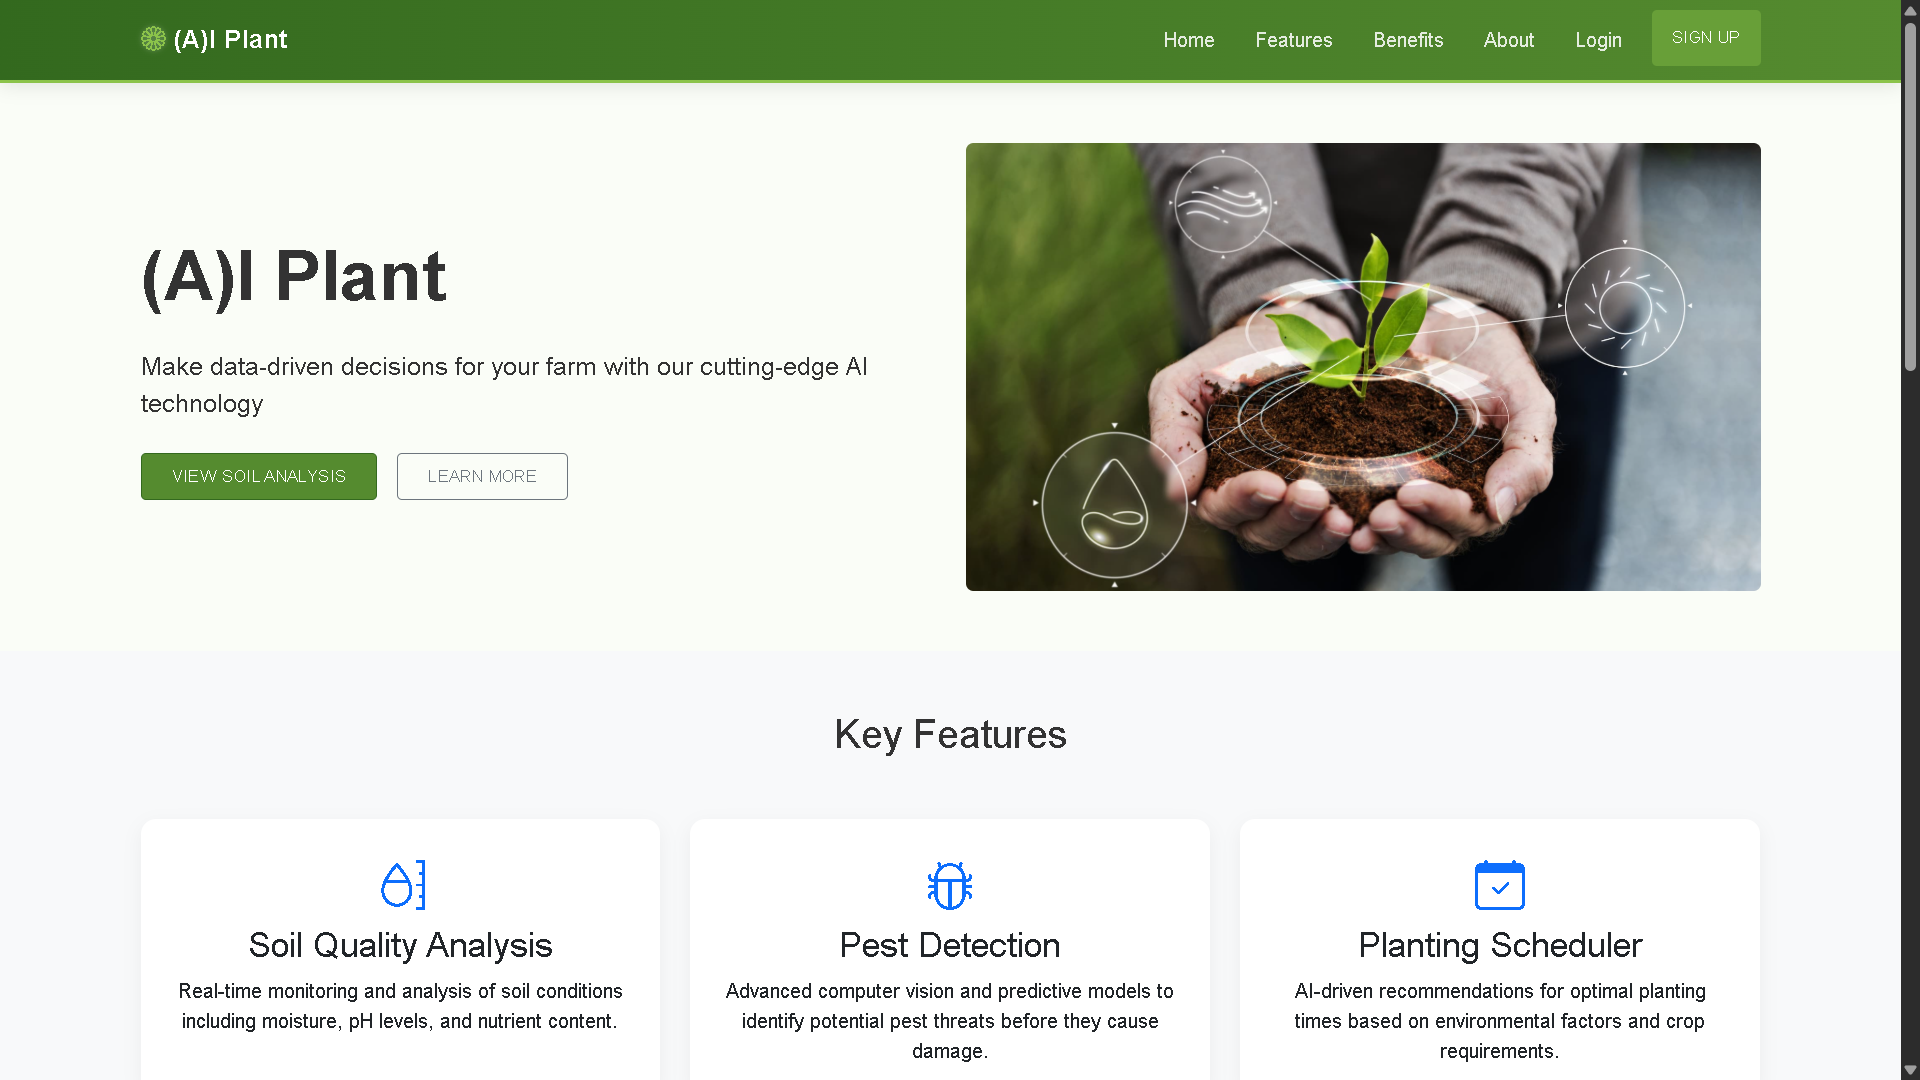 (A)I Plant
Home
Features
Benefits
About
Login
SIGN UP
(A)I Plant
Make data-driven decisions for your farm with our cutting-edge AI
technology
VIEW SOIL ANALYSIS
LEARN MORE
Key Features
Soil Quality Analysis
Real-time monitoring and analysis of soil conditions
including moisture, pH levels, and nutrient content.
Pest Detection
Advanced computer vision and predictive models to
identify potential pest threats before they cause
damage.
Planting Scheduler
AI-driven recommendations for optimal planting
times based on environmental factors and crop
requirements.